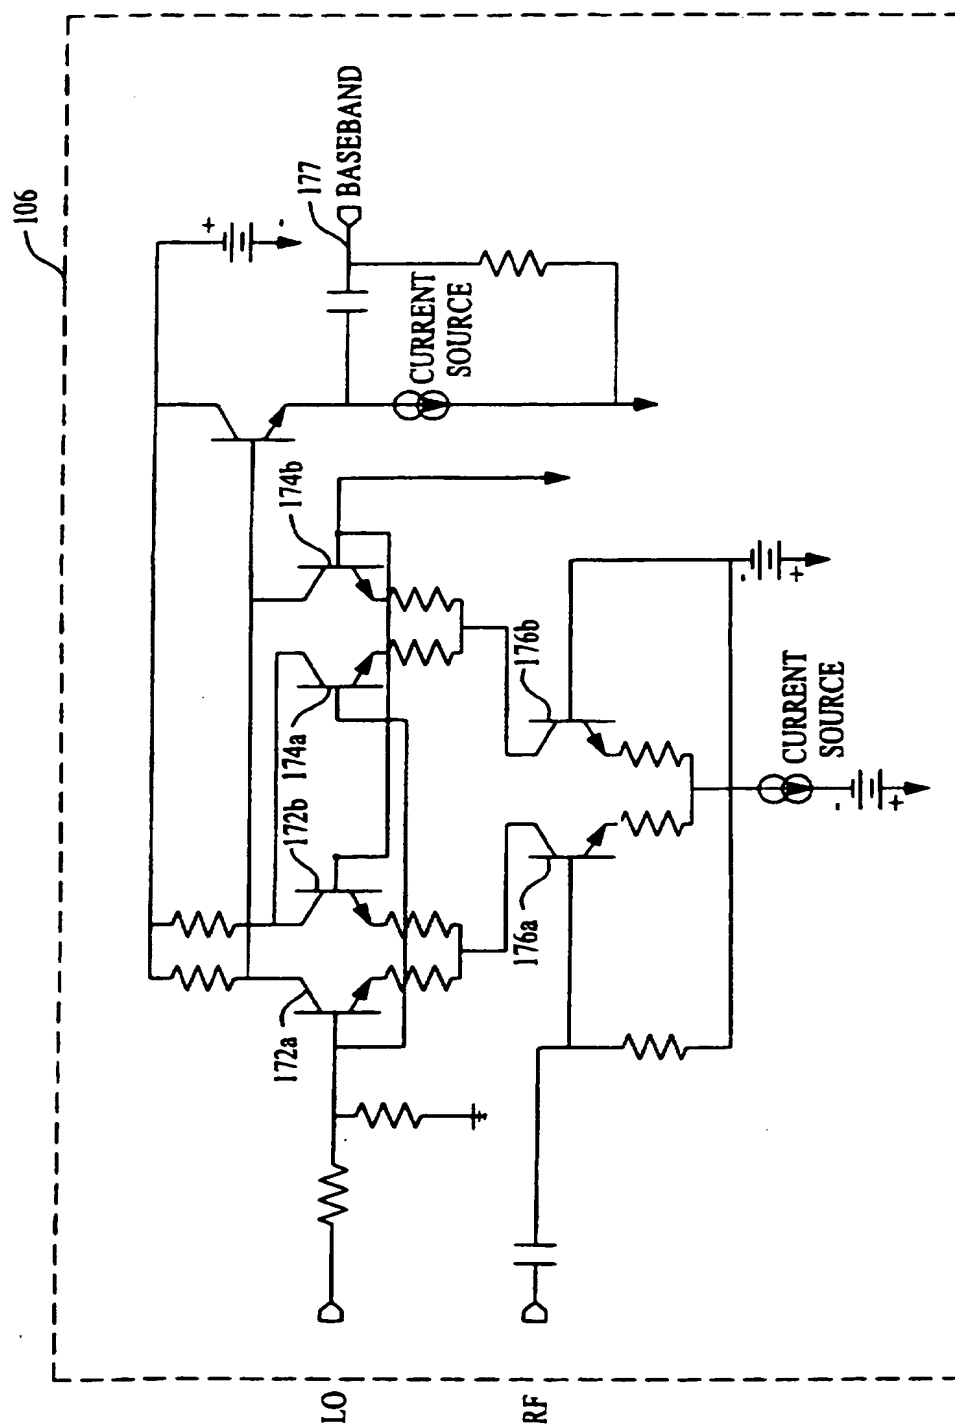 106
+
-
177
BASEBAND
CURRENT
SOURCE
174b
174a
172b
172a
176b
176a
-
+
CURRENT
SOURCE
-
+
LO
RF